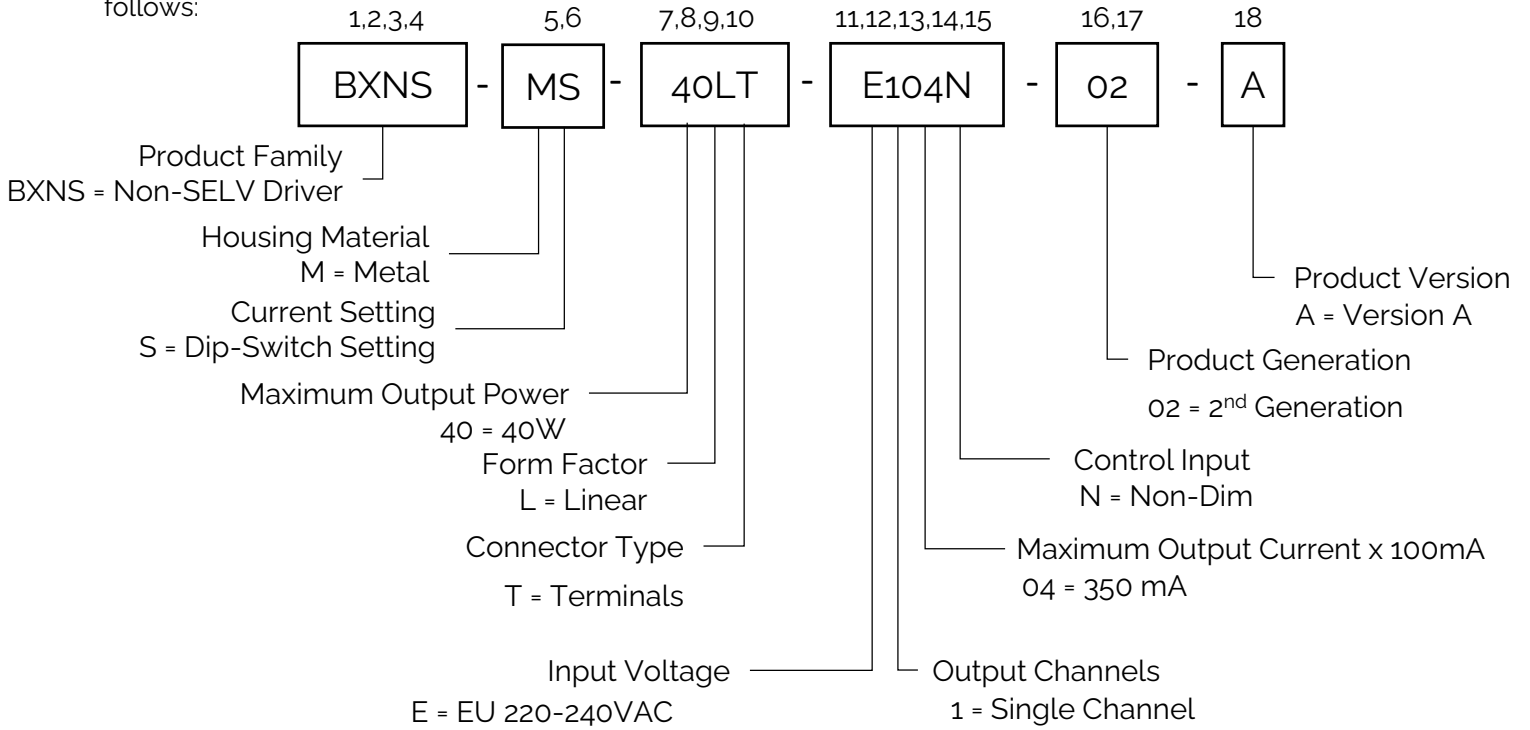 follows:
1,2,3,4 5,6 7,8,9,10 11,12,13,14,15 16,17 18
BXNS - MS - 40LT - E104N - 02 - A
Product Family
BXNS = Non-SELV Driver
Housing Material
M = Metal
Current Setting
S = Dip-Switch Setting
Maximum Output Power
40 = 40W
Form Factor
L = Linear
Connector Type
T = Terminals
Input Voltage
E = EU 220-240VAC
Output Channels
1 = Single Channel
Maximum Output Current x 100mA
04 = 350 mA
Control Input
N = Non-Dim
Product Generation
02 = 2nd Generation
Product Version
A = Version A